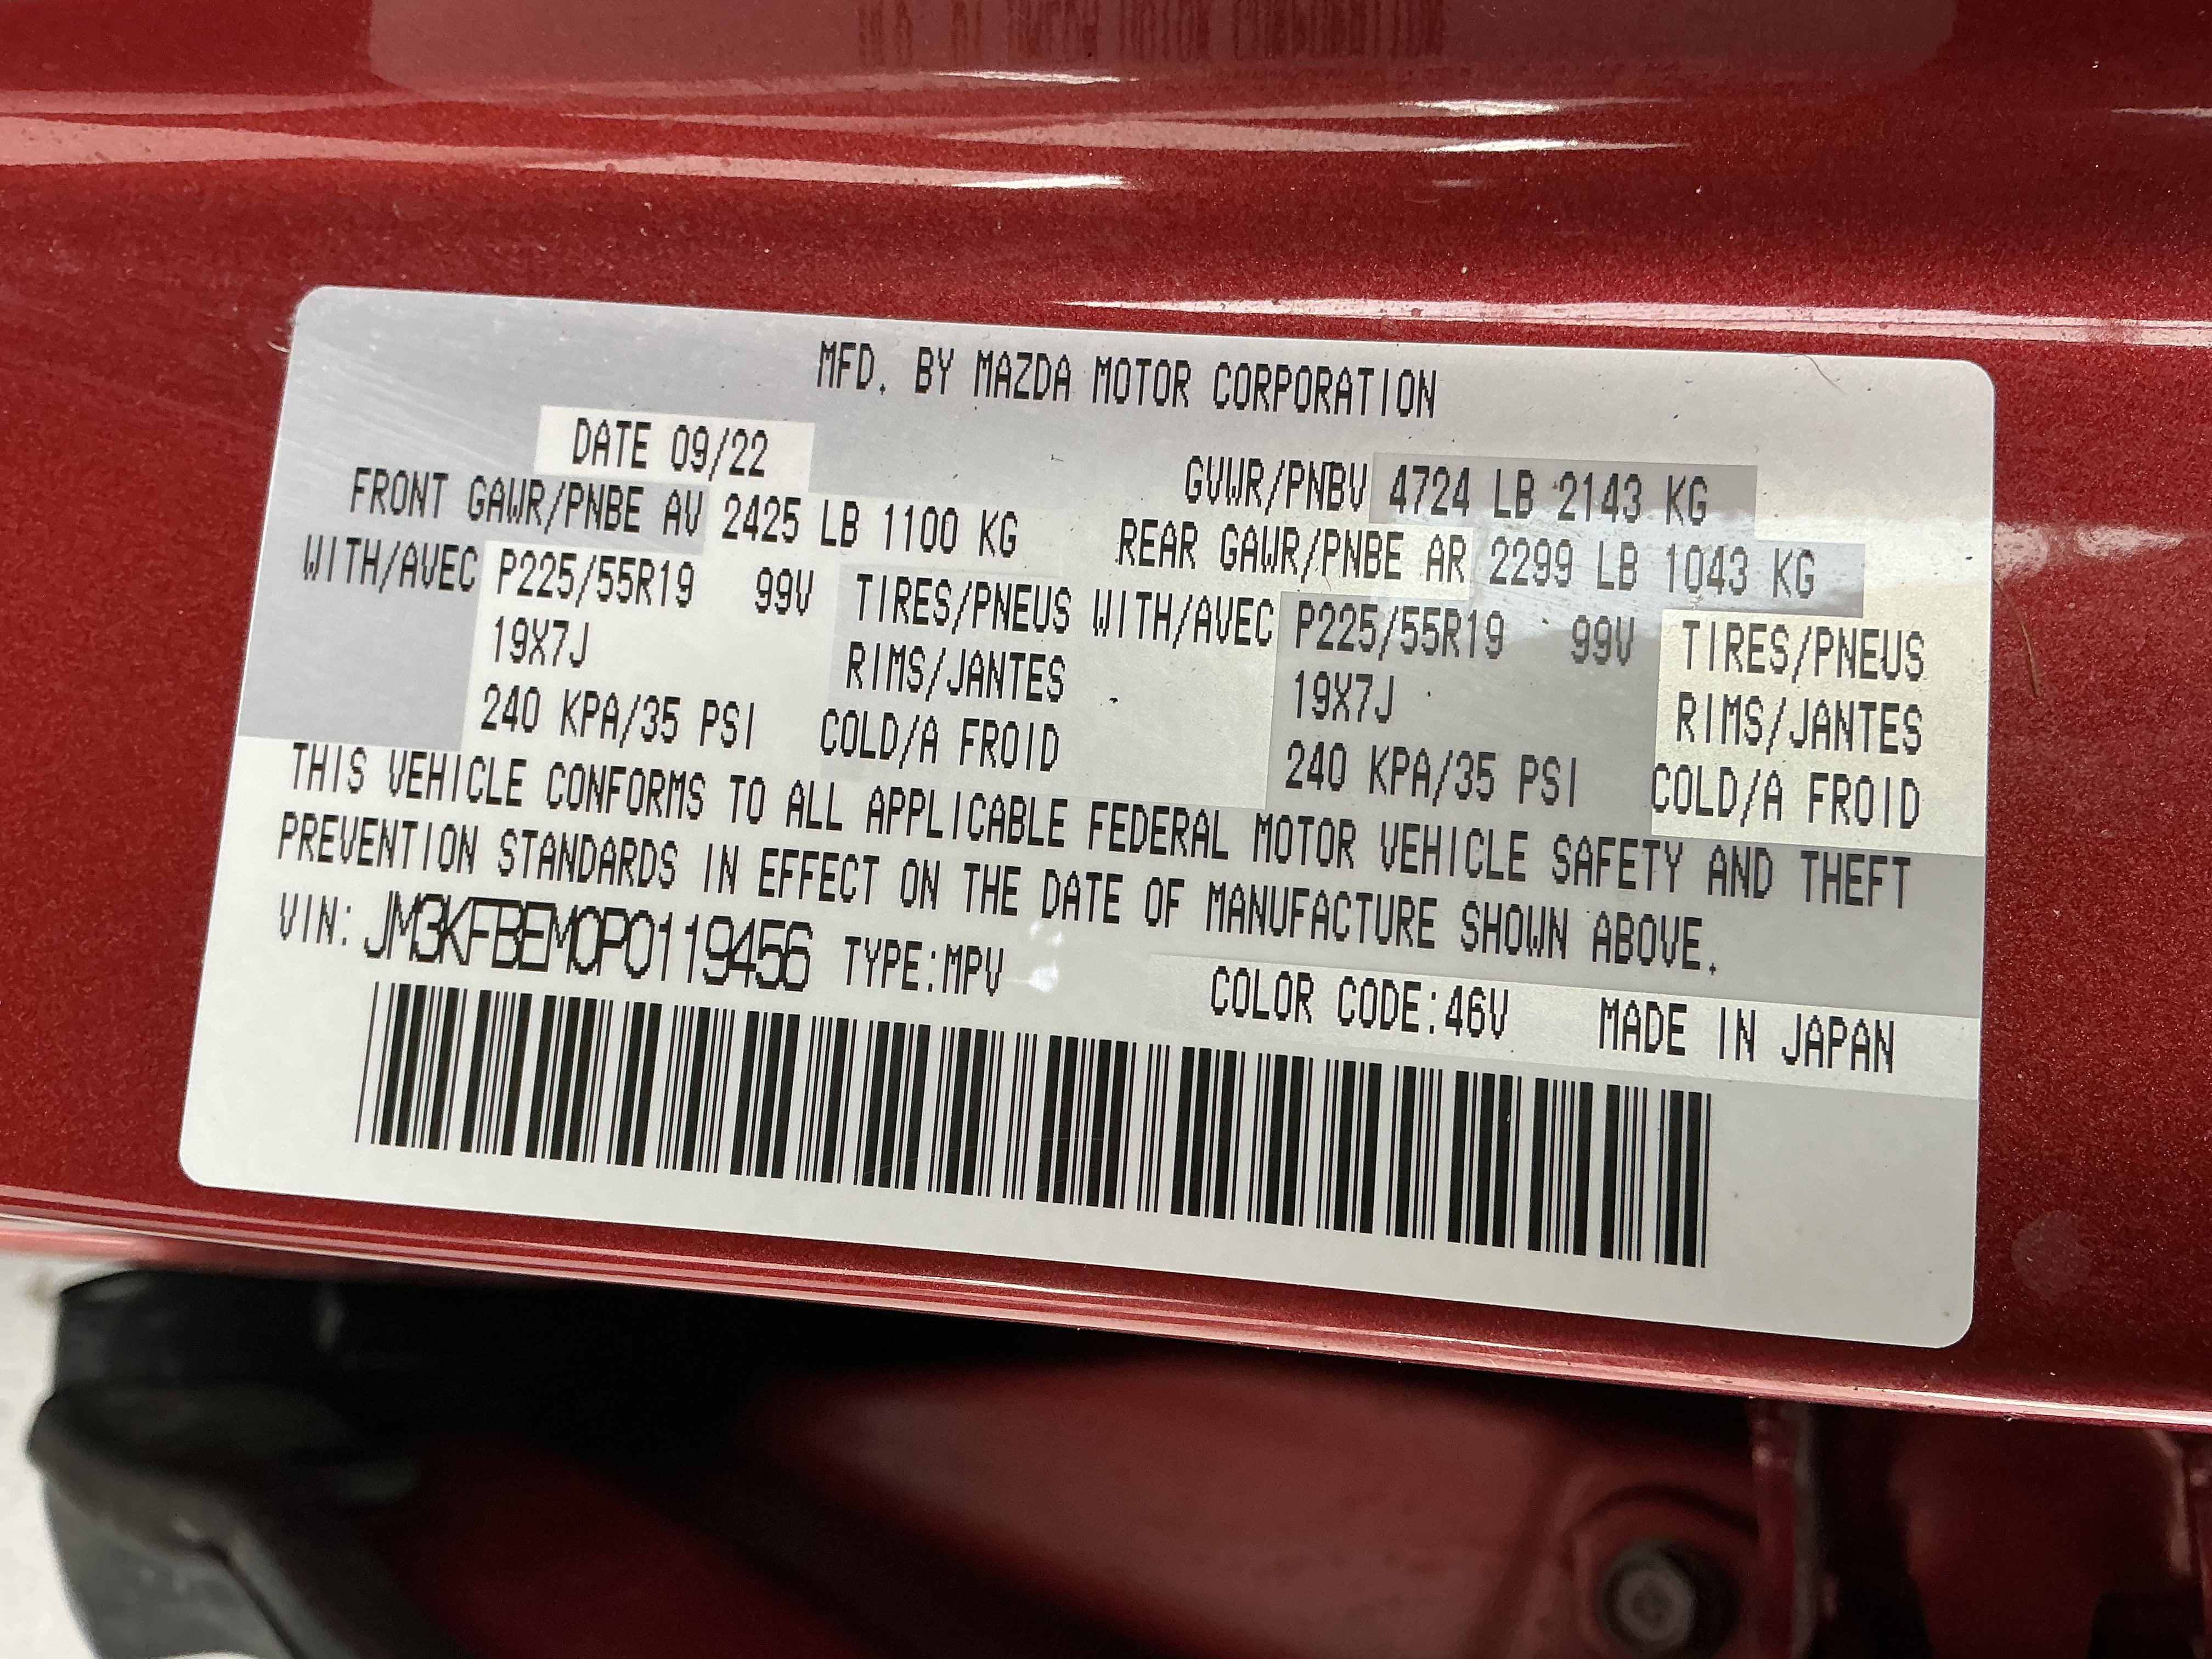 MFD. BY MAZDA MOTOR CORPORATION
DATE 09/22
GVWR/PNBV 4724 LB 2143 KG
FRONT GAWR/PNBE AV 2425 LB 1100 KG
REAR GAWR/PNBE AR 2299 LB 1043 KG
WITH/AVEC P225/55R19 99V TIRES/PNEUS WITH/AVEC P225/55R19 99V TIRES/PNEUS
19X7J RIMS/JANTES 19X7J RIMS/JANTES
240 KPA/35 PSI COLD/A FROID 240 KPA/35 PSI COLD/A FROID
THIS VEHICLE CONFORMS TO ALL APPLICABLE FEDERAL MOTOR VEHICLE SAFETY AND THEFT
PREVENTION STANDARDS IN EFFECT ON THE DATE OF MANUFACTURE SHOWN ABOVE.
VIN: JM3KFBEM0P0119456 TYPE:MPV COLOR CODE:46V MADE IN JAPAN